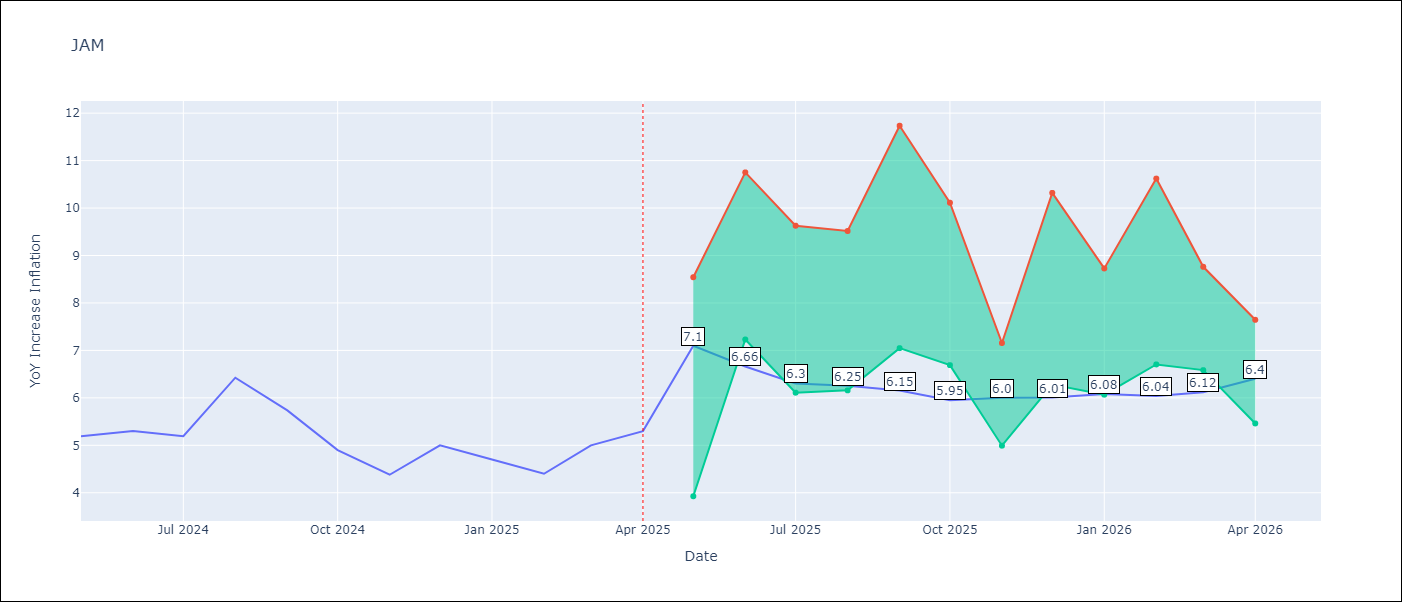 JAM
YoY Increase Inflation
12
11
10
9
8
7
6
5
4
7.1
6.66
6.3
6.25
6.15
5.95
6.0
6.01
6.08
6.04
6.12
6.4
Jul 2024
Oct 2024
Jan 2025
Apr 2025
Jul 2025
Oct 2025
Jan 2026
Apr 2026
Date